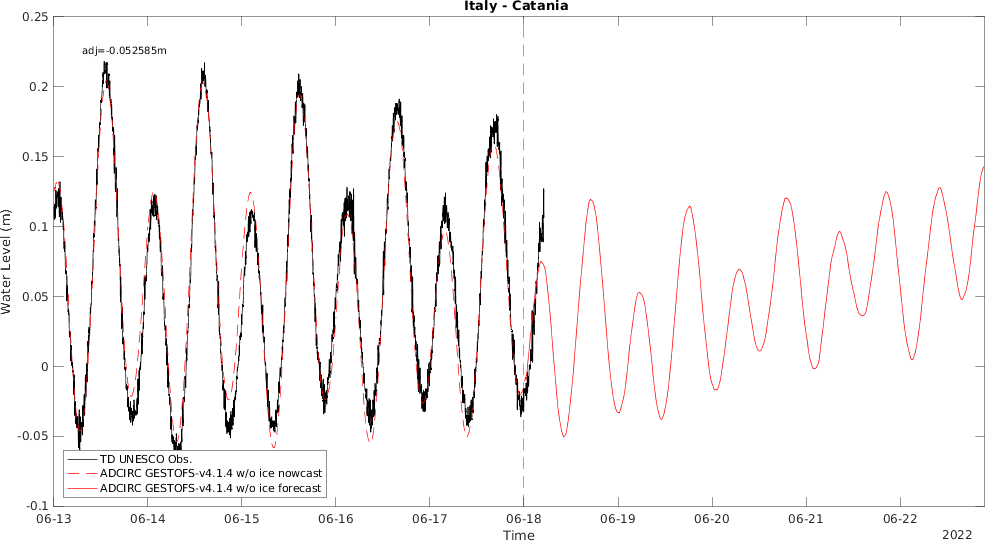 Italy - Catania
adj=-0.052585m
Water Level (m)
0.25
0.2
0.15
0.1
0.05
0
-0.05
-0.1
TD UNESCO Obs.
ADCIRC GESTOFS-v4.1.4 w/o ice nowcast
ADCIRC GESTOFS-v4.1.4 w/o ice forecast
06-13 06-14 06-15 06-16 06-17 06-18 06-19 06-20 06-21 06-22
Time
2022